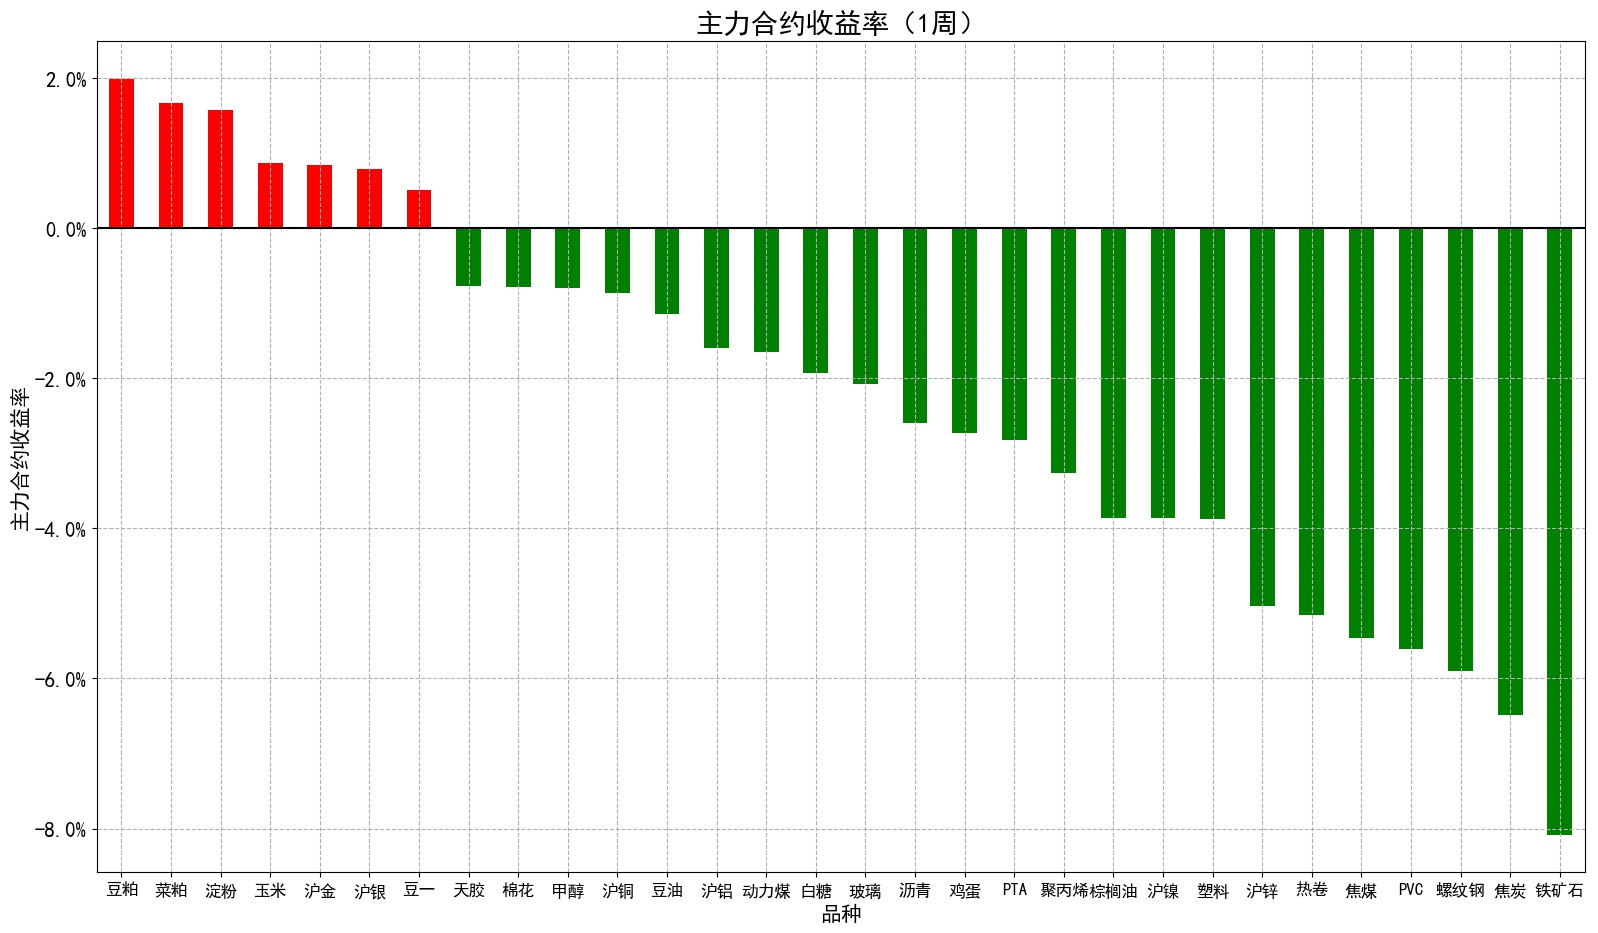 主力合约收益率（1周）
主力合约收益率
2.0%
0.0%
−2.0%
−4.0%
−6.0%
−8.0%
豆粕 菜粕 淀粉 玉米 沪金 沪银 豆一 天胶 棉花 甲醇 沪铜 豆油 沪铝 动力煤 白糖 玻璃 沥青 鸡蛋 PTA 聚丙烯 棕榈油 沪镍 塑料 沪锌 热卷 焦煤 PVC 螺纹钢 焦炭 铁矿石
品种